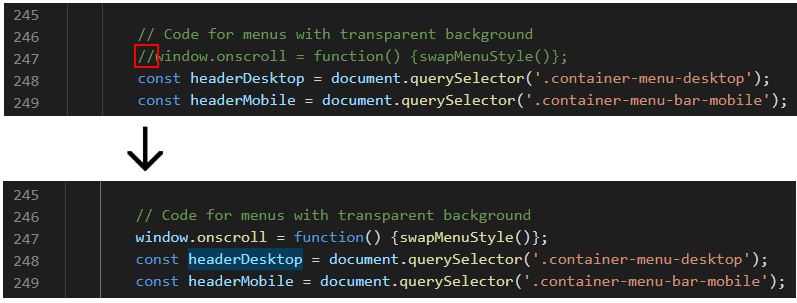 245
246 // Code for menus with transparent background
247 //window.onscroll = function() {swapMenuStyle()};
248 const headerDesktop = document.querySelector('.container-menu-desktop');
249 const headerMobile = document.querySelector('.container-menu-bar-mobile');
245
246 // Code for menus with transparent background
247 window.onscroll = function() {swapMenuStyle()};
248 const headerDesktop = document.querySelector('.container-menu-desktop');
249 const headerMobile = document.querySelector('.container-menu-bar-mobile');